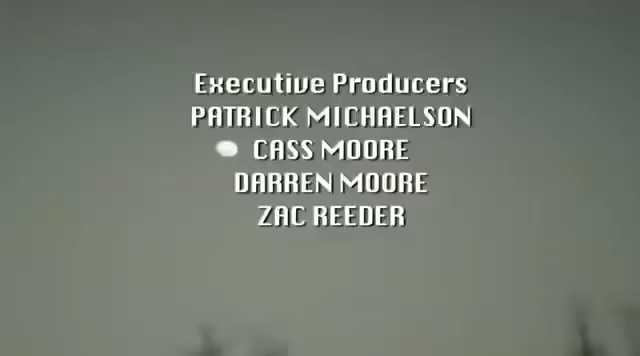 Executive Producers
PATRICK MICHAELSON
CASS MOORE
DARREN MOORE
ZAC REEDER